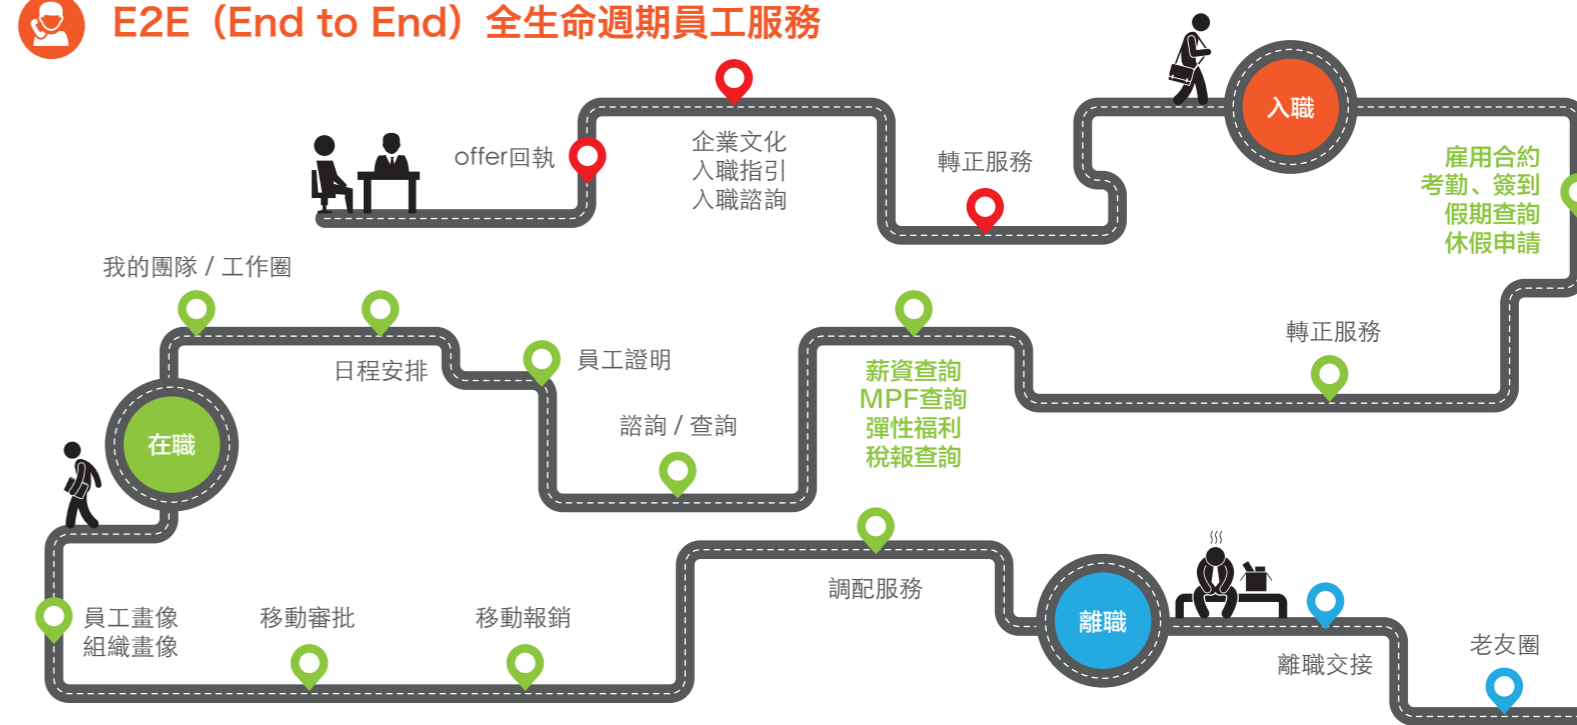 E2E（End to End）全生命週期員工服務
offer回執
企業文化
入職指引
入職諮詢
轉正服務
入職
雇用合約
考勤、簽到
假期查詢
休假申請
轉正服務
薪資查詢
MPF查詢
彈性福利
稅報查詢
諮詢 / 查詢
員工證明
日程安排
我的團隊 / 工作圈
在職
員工畫像
組織畫像
移動審批
移動報銷
調配服務
離職
離職交接
老友圈